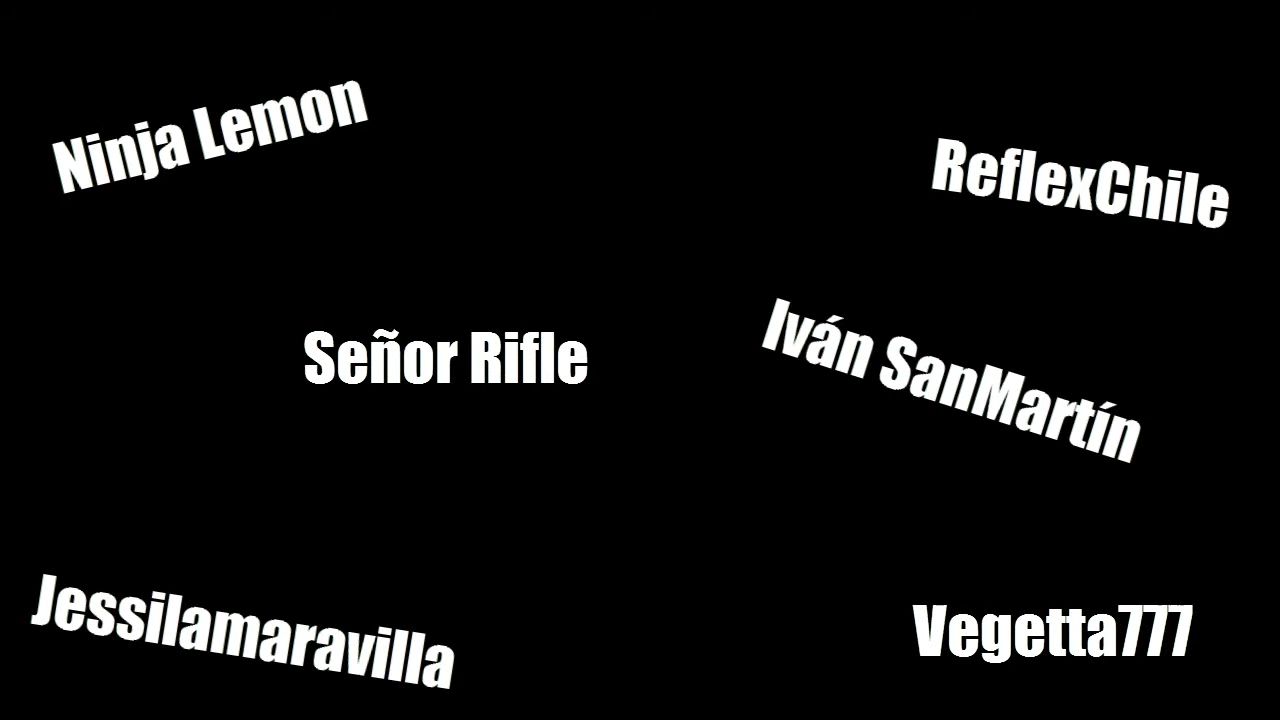 Ninja Lemon
ReflexChile
Señor Rifle
Iván SanMartín
Jessilamaravilla
Vegetta777